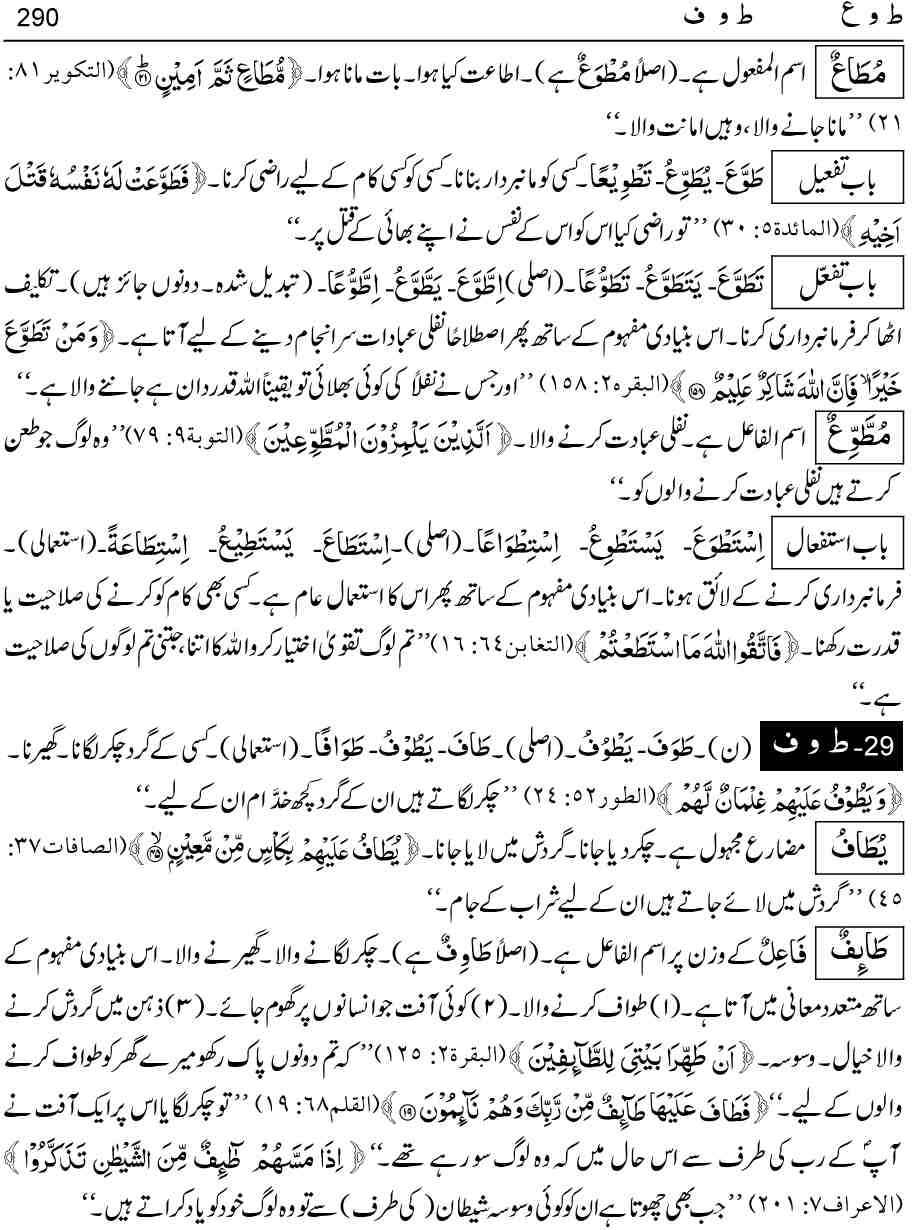 ط و ع ط و ف 290
مُطَاعٌ اسم المفعول ہے۔ (اصلاً مُطْوَعٌ ہے)۔ اطاعت کیا ہوا۔ بات مانا ہوا۔ ﴿مُّطَاعٍ ثَمَّ اَمِیْنٍ ﴿۲۱﴾﴾ (التکویر ۸۱:
۲۱) ’’مانا جانے والا، وہیں امانت والا۔‘‘
باب تفعیل طَوَّعَ۔ یُطَوِّعُ۔ تَطْوِیْعًا۔ کسی کو مانبردار بنانا۔ کسی کو کسی کام کے لیے راضی کرنا۔ ﴿فَطَوَّعَتْ لَہٗ نَفْسُہٗ قَتْلَ
اَخِیْہِ﴾ (المائدۃ۵: ۳۰) ’’تو راضی کیا اس کو اس کے نفس نے اپنے بھائی کے قتل پر۔‘‘
باب تفعّل تَطَوَّعَ۔ یَتَطَوَّعُ۔ تَطَوُّعًا۔ (اصلی) اِطَّوَّعَ۔ یَطَّوَّعُ۔ اِطَّوُّعًا۔ (تبدیل شدہ۔ دونوں جائز ہیں)۔ تکلیف
اٹھا کر فرمانبرداری کرنا۔ اس بنیادی مفہوم کے ساتھ پھر اصطلاحًا نفلی عبادات سرانجام دینے کے لیے آتا ہے۔ ﴿وَمَنْ تَطَوَّعَ
خَیْرًا ۙ فَاِنَّ اللّٰہَ شَاکِرٌ عَلِیْمٌ ﴿۱۵۸﴾﴾ (البقرہ۲: ۱۵۸) ’’اور جس نے نفلاً کی کوئی بھلائی تو یقیناً اللہ قدردان ہے جاننے والا ہے۔‘‘
مُطَّوِّعٌ اسم الفاعل ہے۔ نفلی عبادت کرنے والا۔ ﴿اَلَّذِیْنَ یَلْمِزُوْنَ الْمُطَّوِّعِیْنَ﴾ (التوبۃ۹: ۷۹) ’’وہ لوگ جو طعن
کرتے ہیں نفلی عبادت کرنے والوں کو۔‘‘
باب استفعال اِسْتَطْوَعَ۔ یَسْتَطْوِعُ۔ اِسْتِطْوَاعًا۔ (اصلی)۔ اِسْتَطَاعَ۔ یَسْتَطِیْعُ۔ اِسْتِطَاعَۃً۔ (استعمالی)۔
فرمانبرداری کرنے کے لائق ہونا۔ اس بنیادی مفہوم کے ساتھ پھر اس کا استعمال عام ہے۔ کسی بھی کام کو کرنے کی صلاحیت یا
قدرت رکھنا۔ ﴿فَاتَّقُوا اللّٰہَ مَا اسْتَطَعْتُمْ﴾ (التغابن۶۴: ۱۶) ’’تم لوگ تقویٰ اختیار کرو اللہ کا اتنا، جتنی تم لوگوں کی صلاحیت
ہے۔‘‘
29- ط و ف (ن)۔ طَوَفَ۔ یَطْوُفُ۔ (اصلی)۔ طَافَ۔ یَطُوْفُ۔ طَوَافًا۔ (استعمالی)۔ کسی کے گرد چکر لگانا۔ گھیرنا۔
﴿وَیَطُوْفُ عَلَیْہِمْ غِلْمَانٌ لَّہُمْ﴾ (الطور۵۲: ۲۴) ’’چکر لگاتے ہیں ان کے گرد کچھ خدّام ان کے لیے۔‘‘
یُطَافُ مضارع مجہول ہے۔ چکر دیا جانا۔ گردش میں لایا جانا۔ ﴿یُطَافُ عَلَیْہِمْ بِکَاْسٍ مِّنْ مَّعِیْنٍ ۙ﴿۴۵﴾﴾ (الصافات۳۷:
۴۵) ’’گردش میں لائے جاتے ہیں ان کے لیے شراب کے جام۔‘‘
طَآئِفٌ فَاعِلٌ کے وزن پر اسم الفاعل ہے۔ (اصلاً طَاوِفٌ ہے)۔ چکر لگانے والا۔ گھیرنے والا۔ اس بنیادی مفہوم کے
ساتھ متعدد معانی میں آتا ہے۔ (۱) طواف کرنے والا۔ (۲) کوئی آفت جو انسانوں پر گھوم جائے۔ (۳) ذہن میں گردش کرنے
والا خیال۔ وسوسہ۔ ﴿اَنْ طَہِّرَا بَیْتِیَ لِلطَّآئِفِیْنَ﴾ (البقرۃ۲: ۱۲۵) ’’کہ تم دونوں پاک رکھو میرے گھر کو طواف کرنے
والوں کے لیے۔‘‘ ﴿فَطَافَ عَلَیْہَا طَآئِفٌ مِّنْ رَّبِّکَ وَہُمْ نَآئِمُوْنَ ﴿۱۹﴾﴾ (القلم۶۸: ۱۹) ’’تو چکر لگایا اس پر ایک آفت نے
آپؐ کے رب کی طرف سے اس حال میں کہ وہ لوگ سو رہے تھے۔‘‘ ﴿اِذَا مَسَّہُمْ طٰٓئِفٌ مِّنَ الشَّیْطٰنِ تَذَکَّرُوْا﴾
(الاعراف۷: ۲۰۱) ’’جب بھی چھوتا ہے ان کو کوئی وسوسہ شیطان (کی طرف) سے تو وہ لوگ خود کو یاد کراتے ہیں۔‘‘